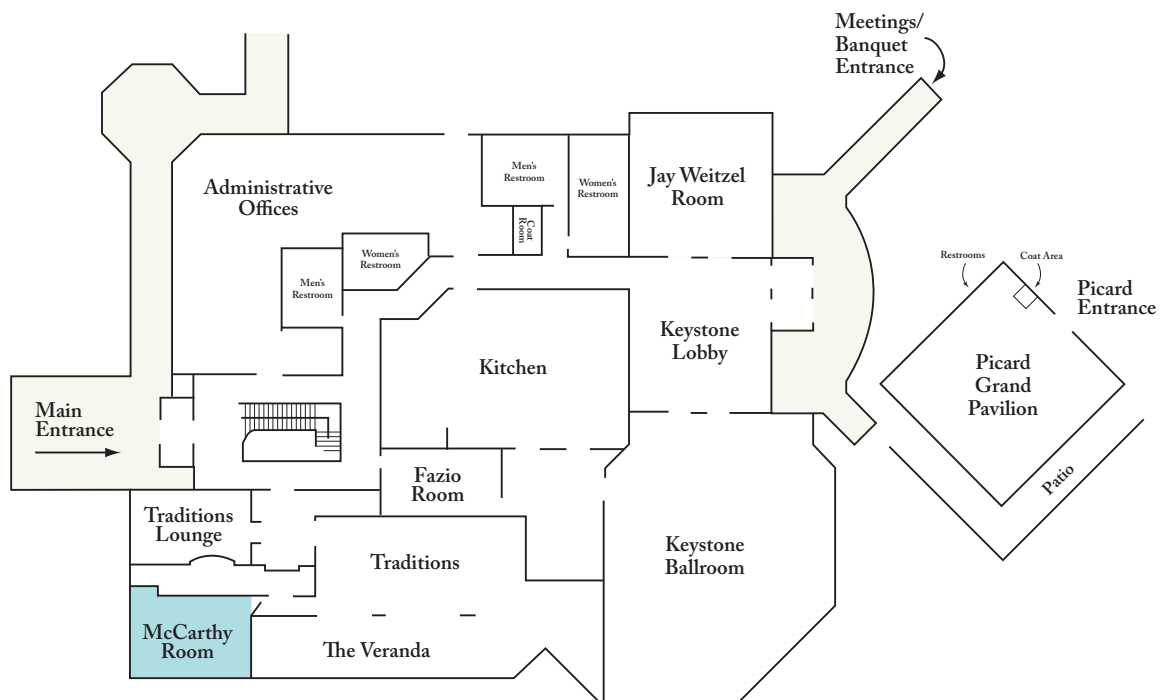 Meetings/
Banquet
Entrance
Administrative
Offices
Men's
Restroom
Women's
Restroom
Jay Weitzel
Room
Coat
Room
Women's
Restroom
Men's
Restroom
Restrooms
Coat Area
Picard
Entrance
Keystone
Lobby
Kitchen
Picard
Grand
Pavilion
Main
Entrance
Fazio
Room
Patio
Traditions
Lounge
Traditions
Keystone
Ballroom
McCarthy
Room
The Veranda